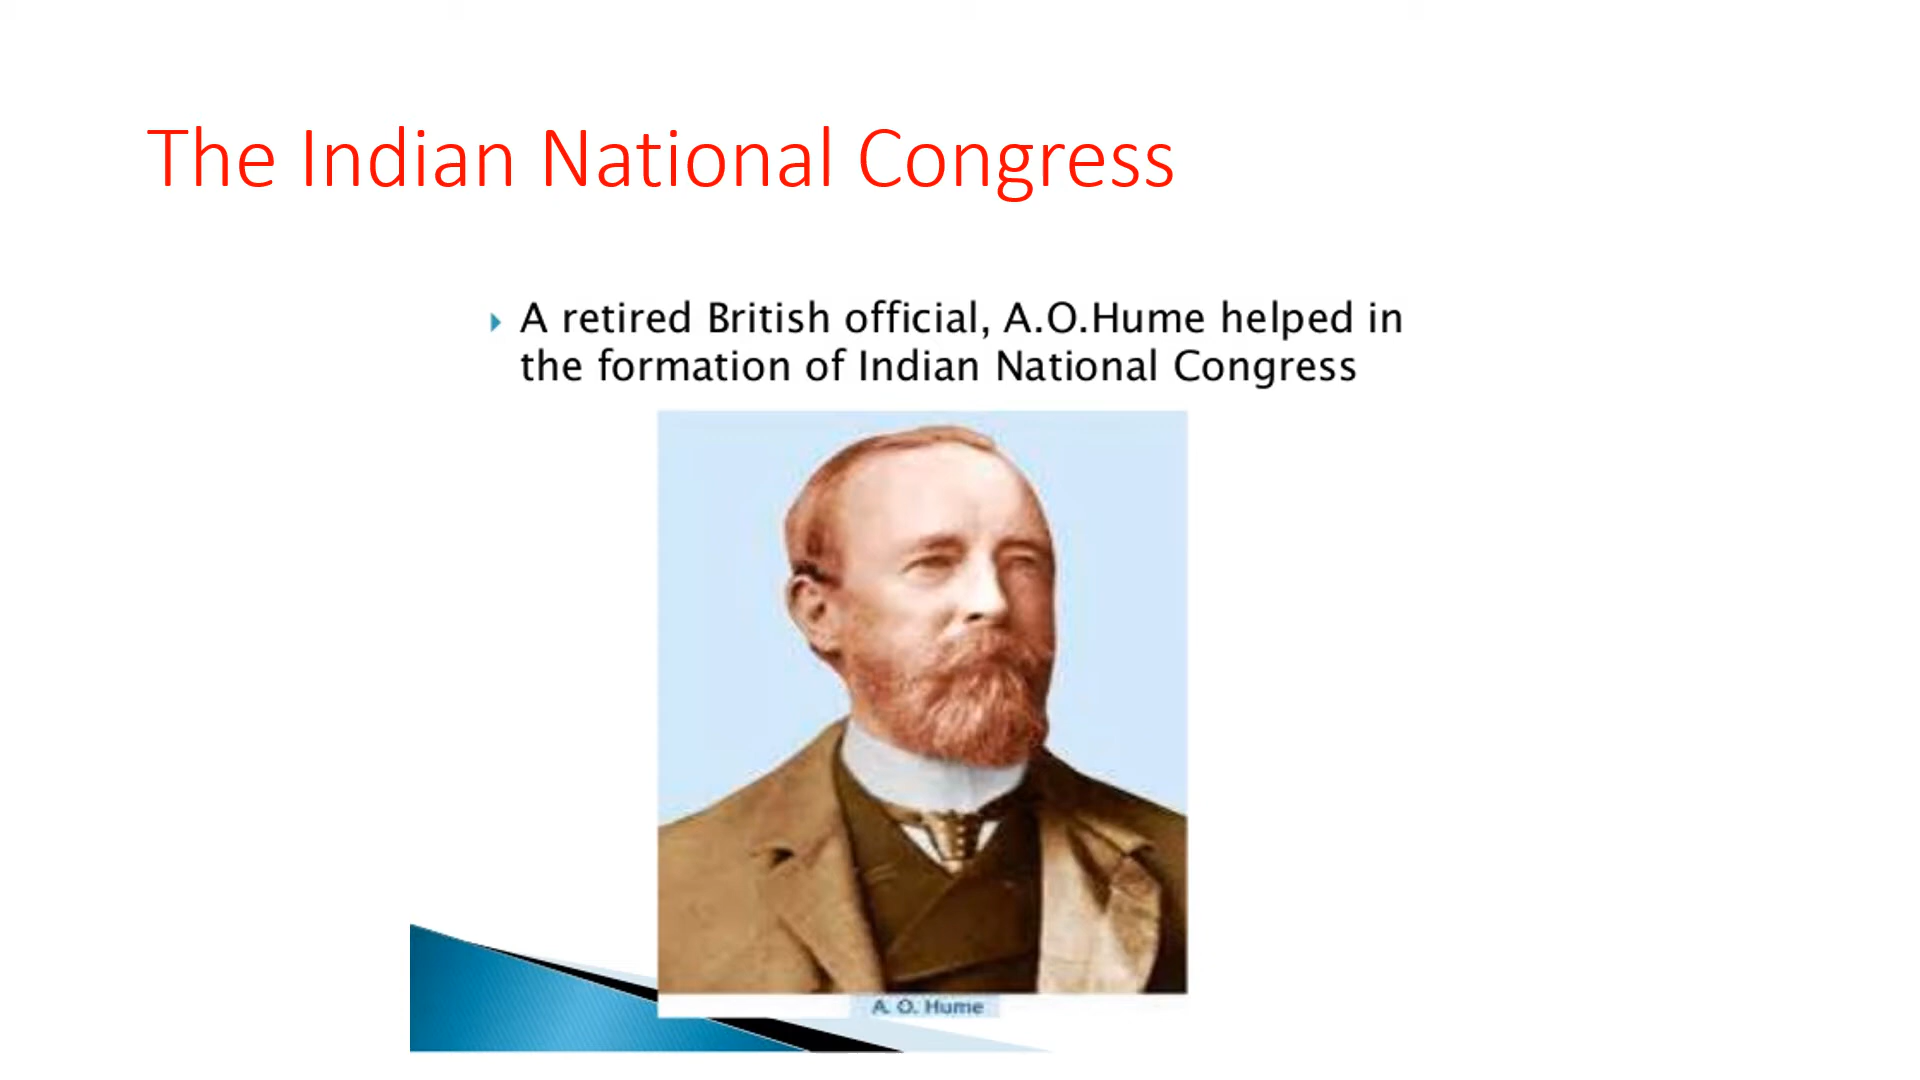 The Indian National Congress
A retired British official, A.O.Hume helped in
the formation of Indian National Congress
A. O. Hume